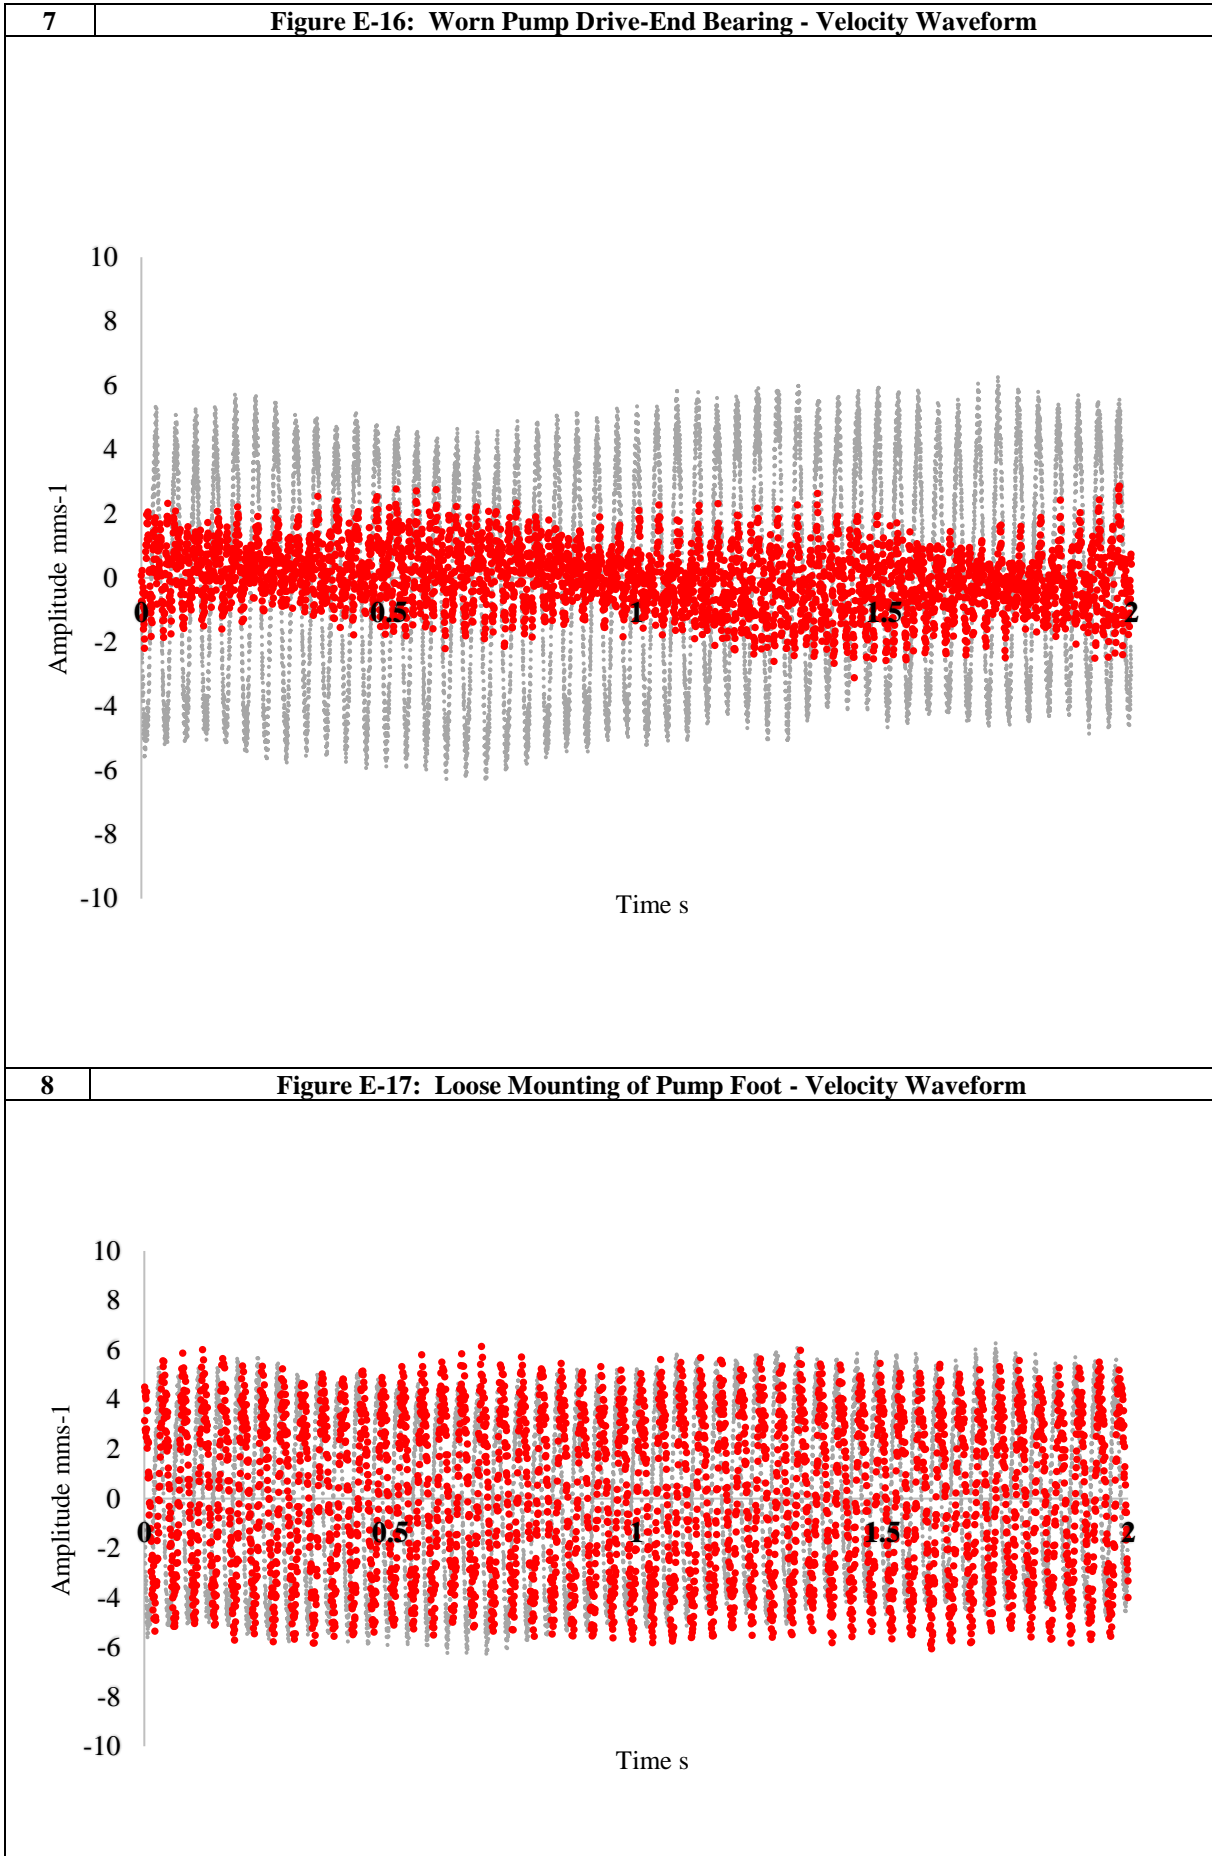 7 Figure E-16: Worn Pump Drive-End Bearing - Velocity Waveform
10
8
6
4
2
0
-2
-4
-6
-8
-10
Amplitude mms-1
0 0.5 1 1.5 2
Time s
8 Figure E-17: Loose Mounting of Pump Foot - Velocity Waveform
10
8
6
4
2
0
-2
-4
-6
-8
-10
Amplitude mms-1
0 0.5 1 1.5 2
Time s